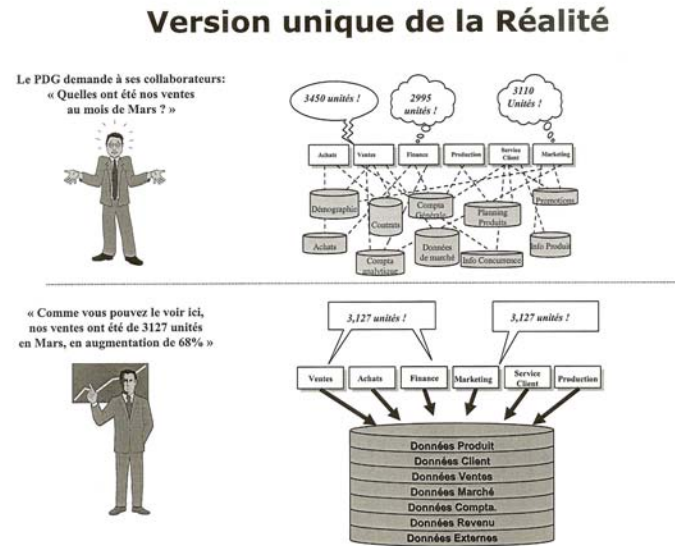 Version unique de la Réalité
Le PDG demande à ses collaborateurs:
« Quelles ont été nos ventes
au mois de Mars ? »
3450 unités !
2995
unités !
3110
Unités !
Achats
Ventes
Finance
Production
Service
Client
Marketing
Démographie
Contrats
Compta
Générale
Planning
Produits
Promotions
Achats
Compta
analytique
Données
de marché
Info Concurrence
Info Produit
« Comme vous pouvez le voir ici,
nos ventes ont été de 3127 unités
en Mars, en augmentation de 68% »
3,127 unités !
3,127 unités !
Ventes
Achats
Finance
Marketing
Service
Client
Production
Données Produit
Données Client
Données Ventes
Données Marché
Données Compta.
Données Revenu
Données Externes